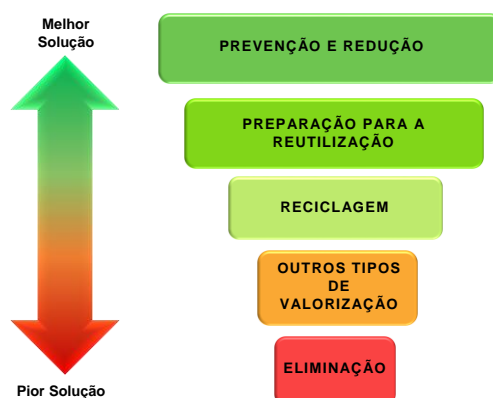 Melhor
Solução
PREVENÇÃO E REDUÇÃO
PREPARAÇÃO PARA A
REUTILIZAÇÃO
RECICLAGEM
OUTROS TIPOS
DE
VALORIZAÇÃO
ELIMINAÇÃO
Pior Solução